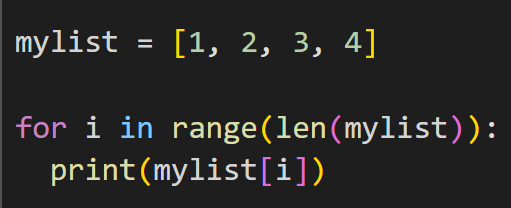 mylist = [1, 2, 3, 4]
for i in range(len(mylist)):
  print(mylist[i])